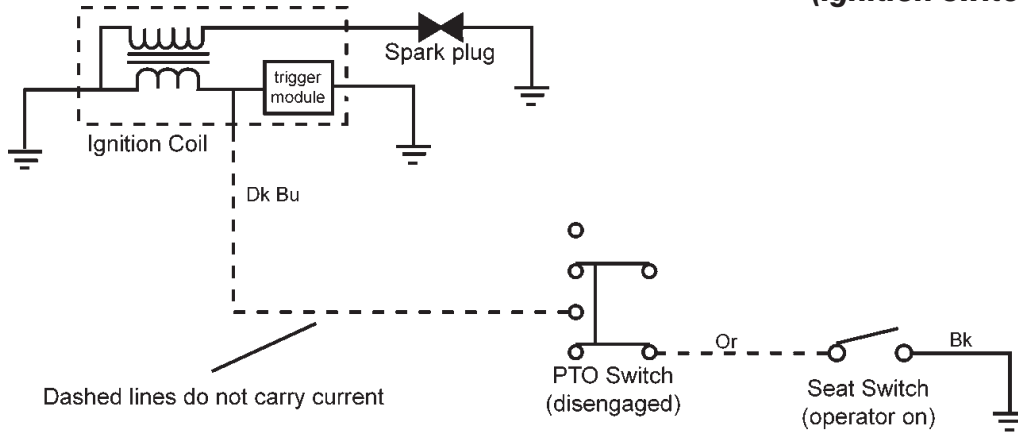 Spark plug
trigger
module
Ignition Coil
Dk Bu
Or
Bk
PTO Switch
(disengaged)
Seat Switch
(operator on)
Dashed lines do not carry current